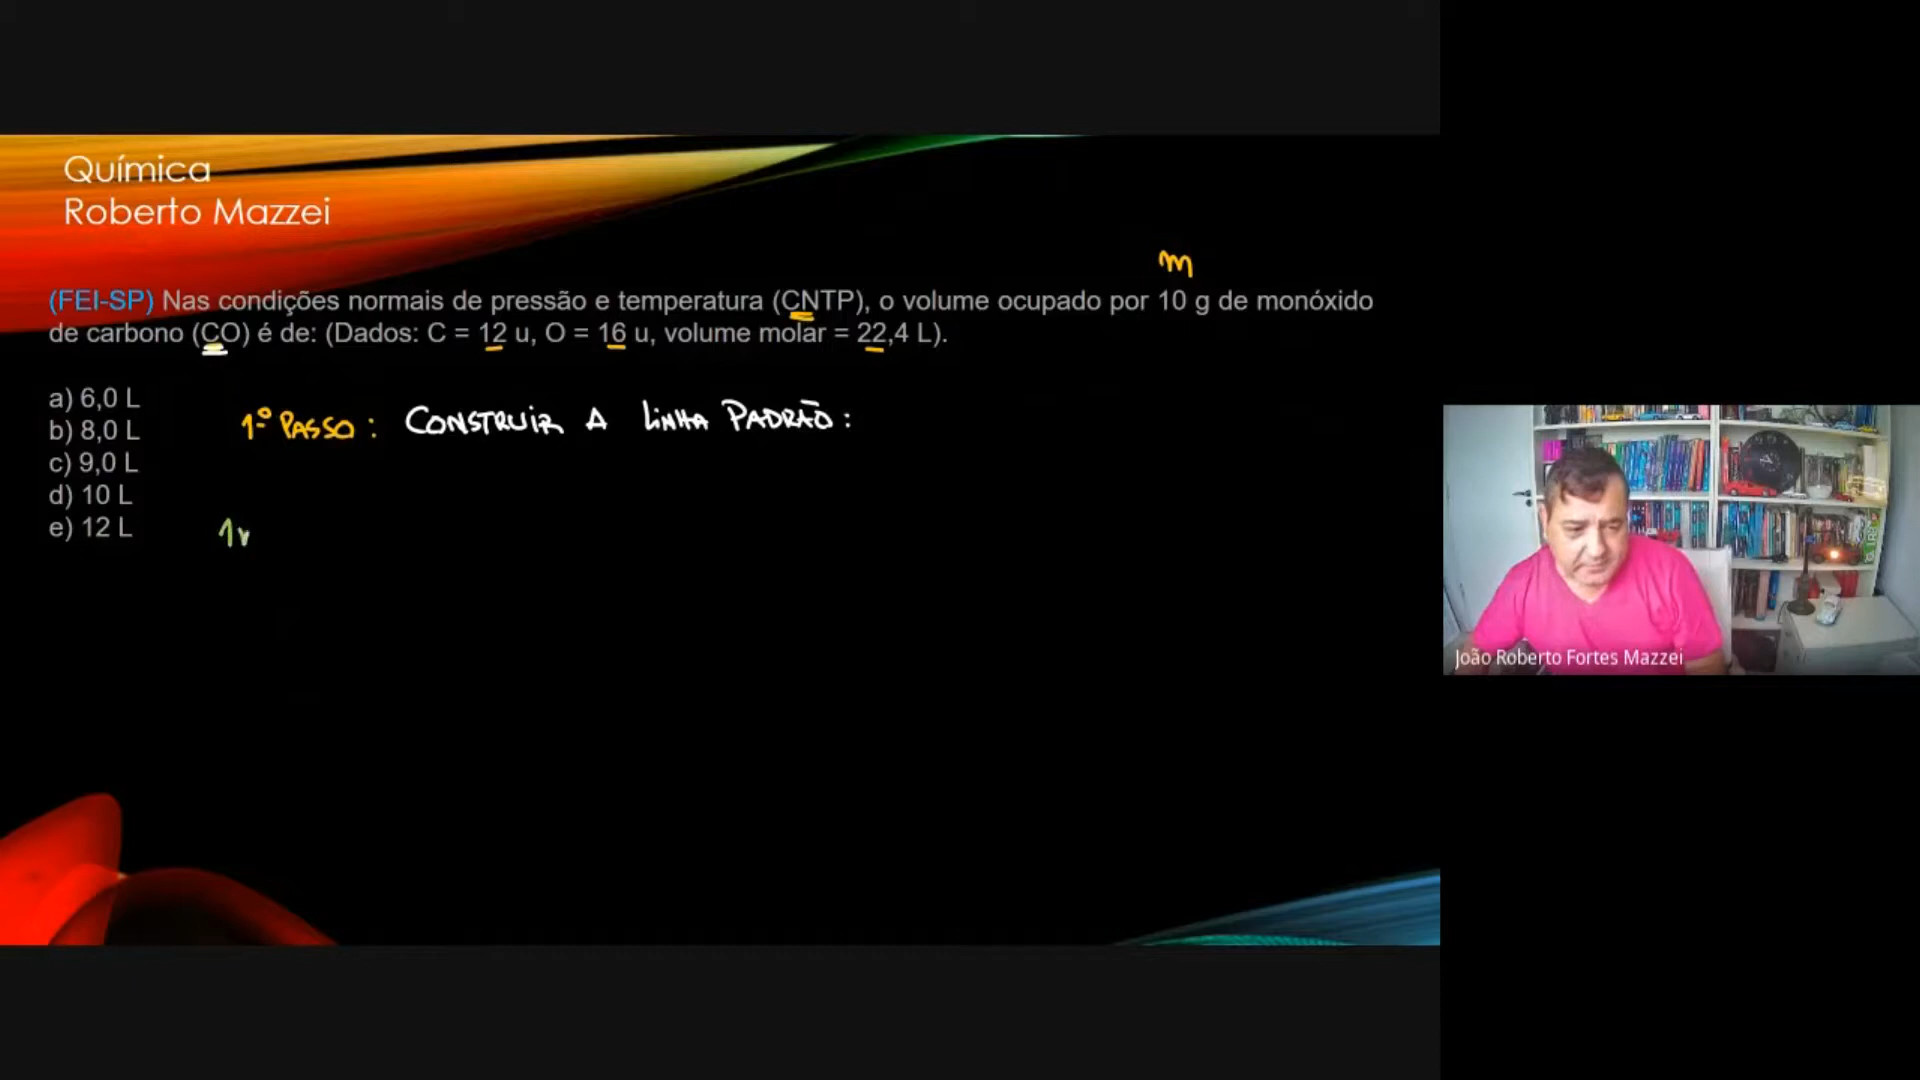 Química
Roberto Mazzei
m
(FEI-SP) Nas condições normais de pressão e temperatura (CNTP), o volume ocupado por 10 g de monóxido
de carbono (CO) é de: (Dados: C = 12 u, O = 16 u, volume molar = 22,4 L).
a) 6,0 L
b) 8,0 L
c) 9,0 L
d) 10 L
e) 12 L
1º PASSO: CONSTRUIR A LINHA PADRÃO:
1
João Roberto Fortes Mazzei